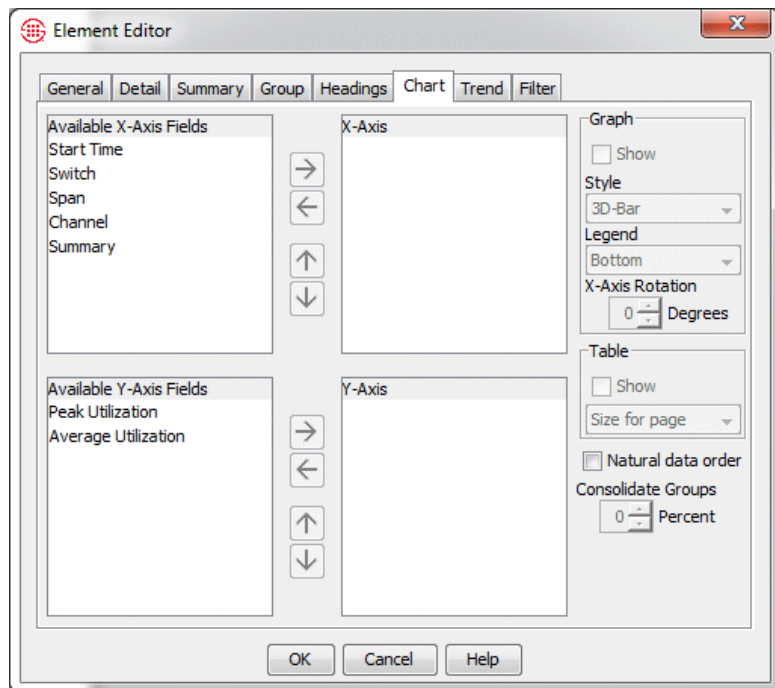 Element Editor
General Detail Summary Group Headings Chart Trend Filter
Available X-Axis Fields
Start Time
Switch
Span
Channel
Summary
X-Axis
Graph
Show
Style
3D-Bar
Legend
Bottom
X-Axis Rotation
0 Degrees
Available Y-Axis Fields
Peak Utilization
Average Utilization
Y-Axis
Table
Show
Size for page
Natural data order
Consolidate Groups
0 Percent
OK Cancel Help